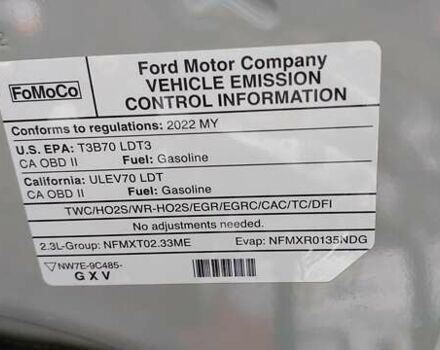 FoMoCo
Ford Motor Company
VEHICLE EMISSION
CONTROL INFORMATION
Conforms to regulations: 2022 MY
U.S. EPA: T3B70 LDT3
CA OBD II Fuel: Gasoline
California: ULEV70 LDT
CA OBD II Fuel: Gasoline
TWC/HO2S/WR-HO2S/EGR/EGRC/CAC/TC/DFI
No adjustments needed.
2.3L-Group: NFMXT02.33ME Evap: NFMXR0135NDG
NW7E-9C485-
G X V